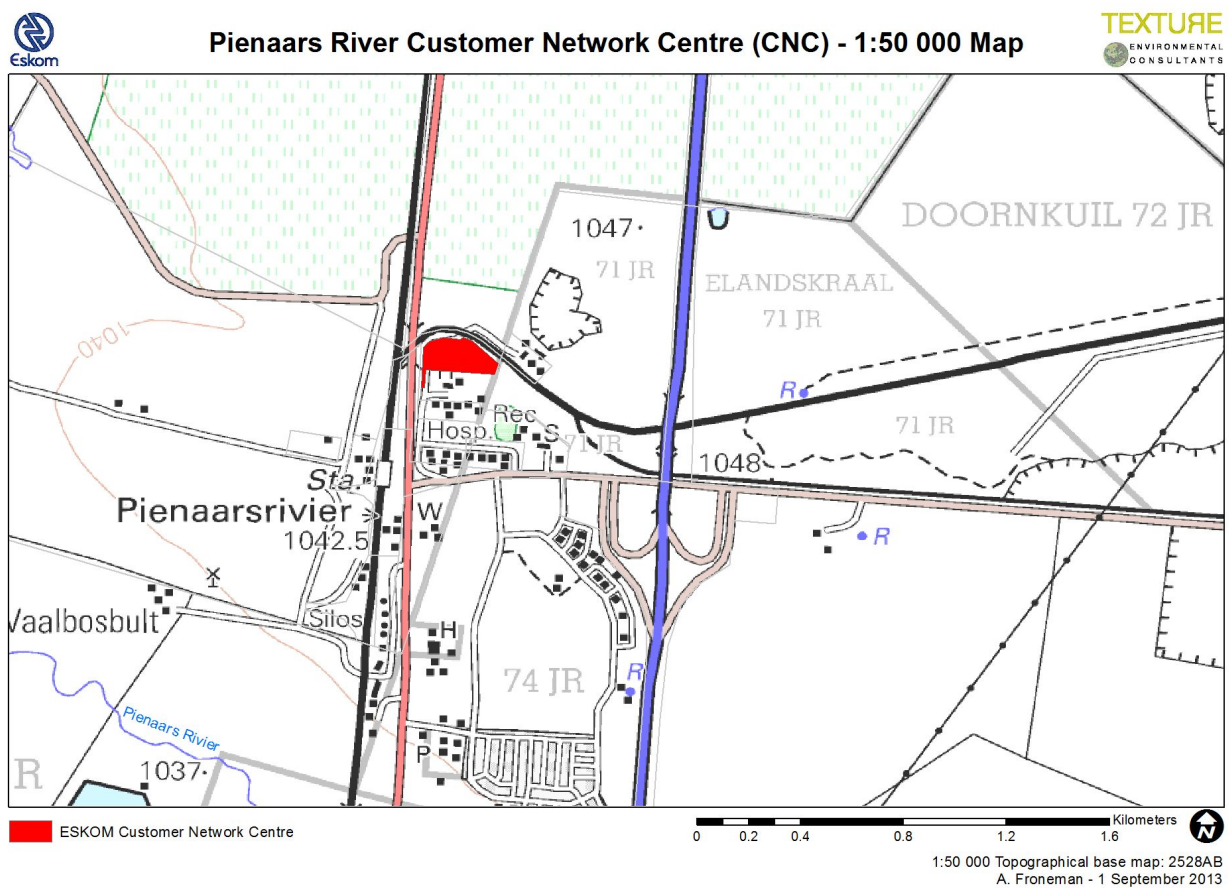 Eskom
Pienaars River Customer Network Centre (CNC) - 1:50 000 Map
TEXTURE
ENVIRONMENTAL
CONSULTANTS
DOORNKUIL 72 JR
1047
71 JR
ELANDSKRAAL
71 JR
1040
R
Rec
71 JR
Hosp.
S
71 JR
1048
Sta.
Pienaarsrivier
W
1042.5
R
Vaalbosbult
Silos
H
R
74 JR
Pienaars Rivier
P
R
1037
ESKOM Customer Network Centre
Kilometers
0 0.2 0.4 0.8 1.2 1.6
N
1:50 000 Topographical base map: 2528AB
A. Froneman - 1 September 2013